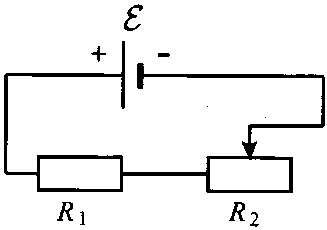 ℰ
+ -
R1 R2